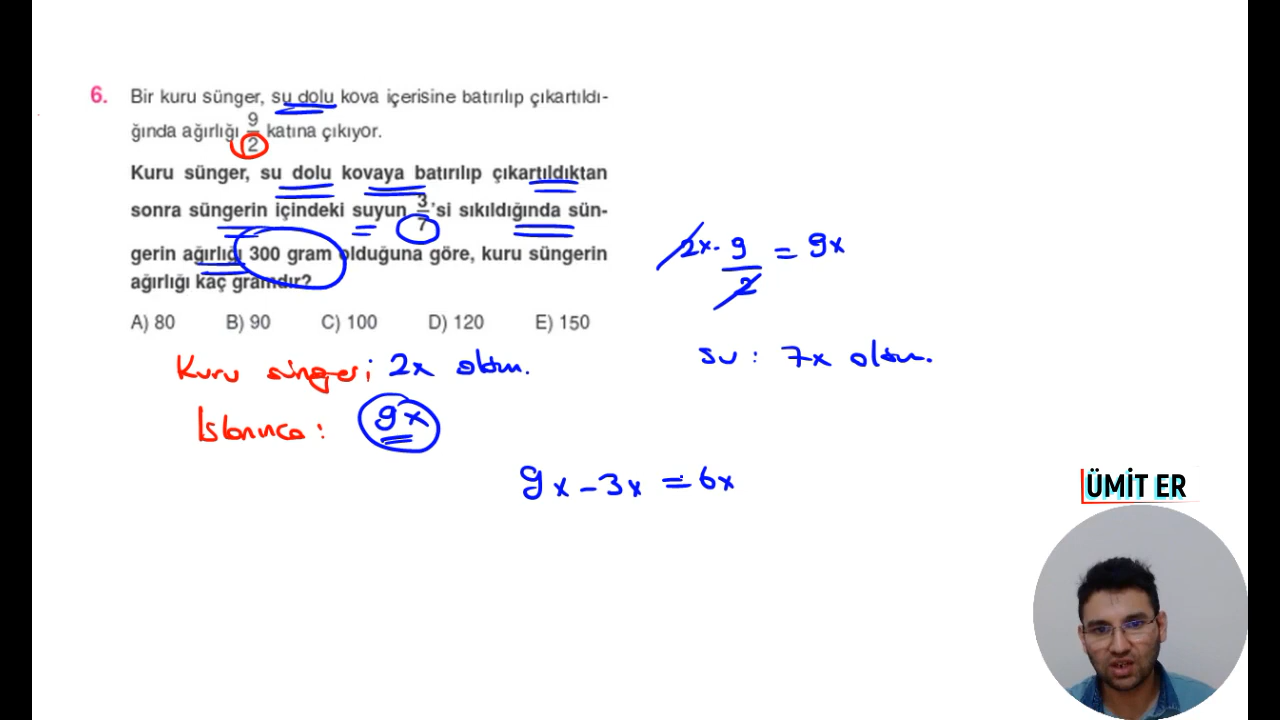 6. Bir kuru sünger, su dolu kova içerisine batırılıp çıkartıldı-
ğında ağırlığı 9/2 katına çıkıyor.
Kuru sünger, su dolu kovaya batırılıp çıkartıldıktan
sonra süngerin içindeki suyun 3/7'si sıkıldığında sün-
gerin ağırlığı 300 gram olduğuna göre, kuru süngerin
ağırlığı kaç gramdır?
A) 80 B) 90 C) 100 D) 120 E) 150
2x · 9/2 = 9x
su : 7x olsun.
Kuru sünger; 2x olsun.
Islanınca : 9x
9x - 3x = 6x
ÜMİT ER